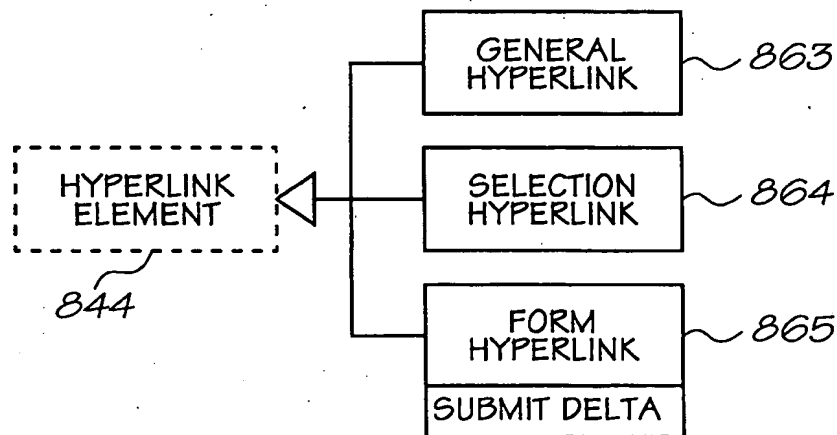 GENERAL
HYPERLINK
863
HYPERLINK
ELEMENT
844
SELECTION
HYPERLINK
864
FORM
HYPERLINK
865
SUBMIT DELTA